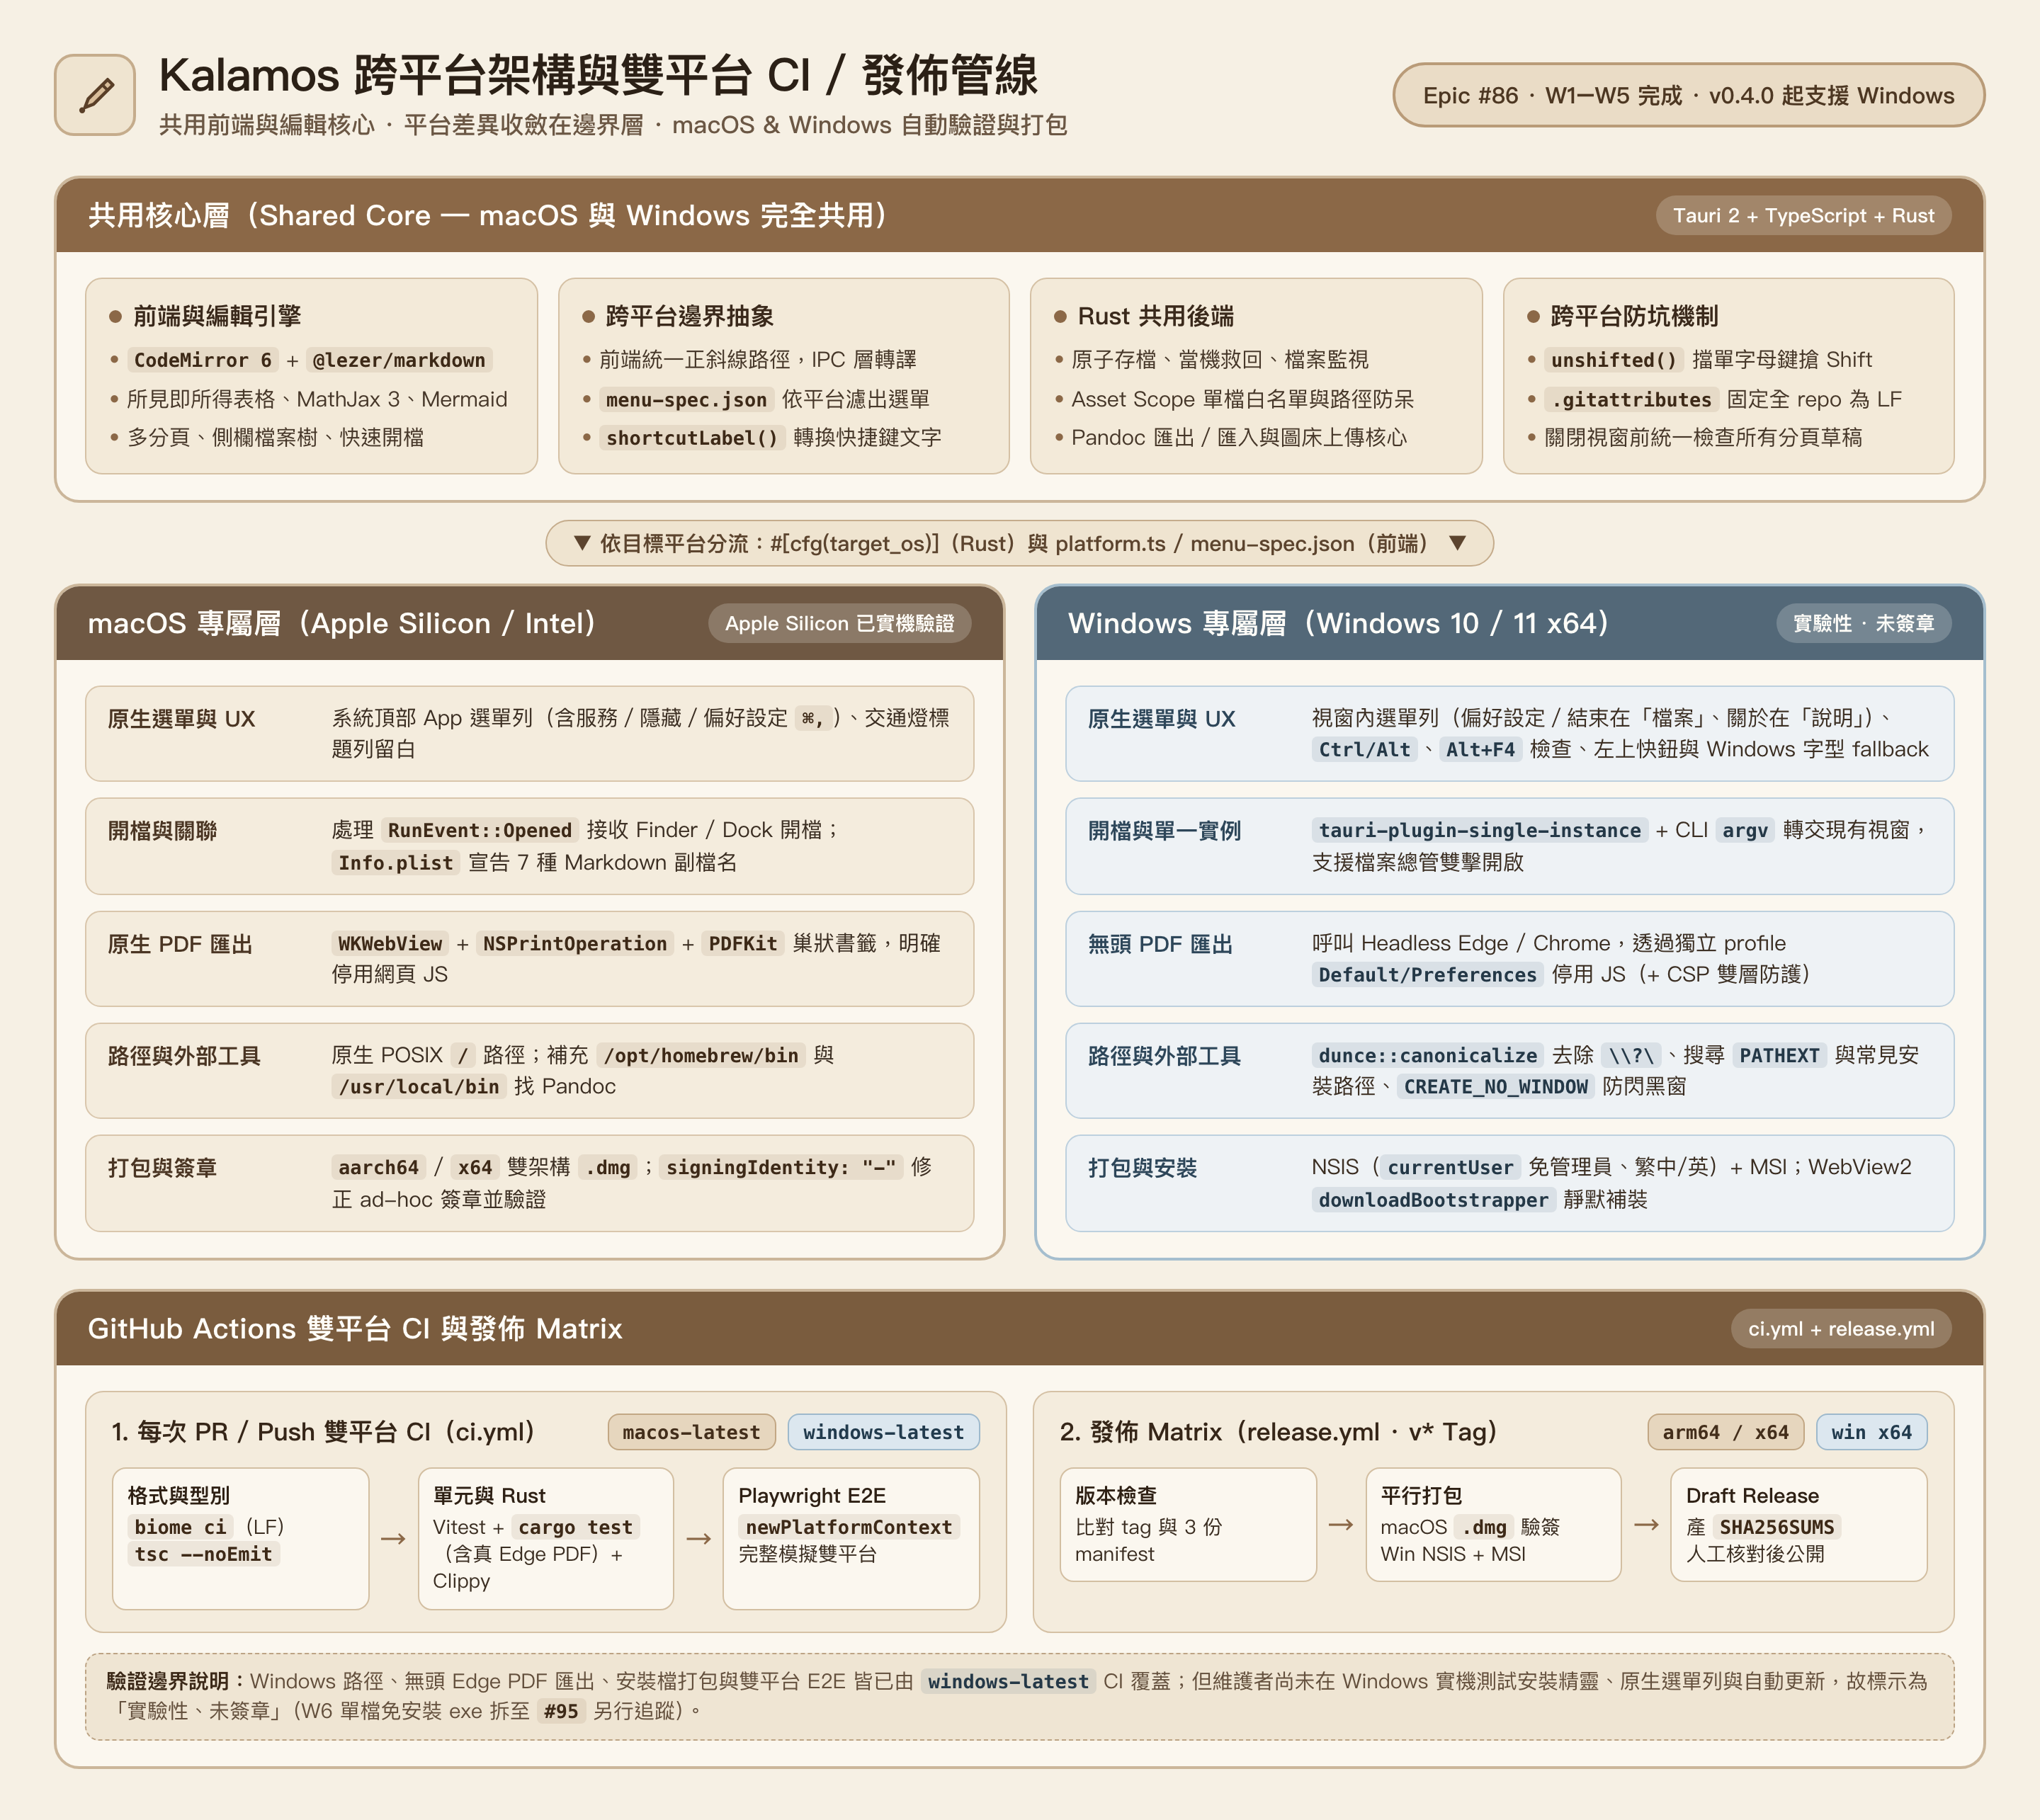 Kalamos 跨平台架構與雙平台 CI / 發佈管線
共用前端與編輯核心 · 平台差異收斂在邊界層 · macOS & Windows 自動驗證與打包
Epic #86 · W1–W5 完成 · v0.4.0 起支援 Windows
共用核心層（Shared Core — macOS 與 Windows 完全共用）
Tauri 2 + TypeScript + Rust
● 前端與編輯引擎
• CodeMirror 6 + @lezer/markdown
• 所見即所得表格、MathJax 3、Mermaid
• 多分頁、側欄檔案樹、快速開檔
● 跨平台邊界抽象
• 前端統一正斜線路徑，IPC 層轉譯
• menu-spec.json 依平台濾出選單
• shortcutLabel() 轉換快捷鍵文字
● Rust 共用後端
• 原子存檔、當機救回、檔案監視
• Asset Scope 單檔白名單與路徑防呆
• Pandoc 匯出 / 匯入與圖床上傳核心
● 跨平台防坑機制
• unshifted() 擋單字母鍵搶 Shift
• .gitattributes 固定全 repo 為 LF
• 關閉視窗前統一檢查所有分頁草稿
▼ 依目標平台分流：#[cfg(target_os)]（Rust）與 platform.ts / menu-spec.json（前端） ▼
macOS 專屬層（Apple Silicon / Intel）
Apple Silicon 已實機驗證
原生選單與 UX
系統頂部 App 選單列（含服務 / 隱藏 / 偏好設定 ⌘,）、交通燈標
題列留白
開檔與關聯
處理 RunEvent::Opened 接收 Finder / Dock 開檔；
Info.plist 宣告 7 種 Markdown 副檔名
原生 PDF 匯出
WKWebView + NSPrintOperation + PDFKit 巢狀書籤，明確
停用網頁 JS
路徑與外部工具
原生 POSIX / 路徑；補充 /opt/homebrew/bin 與
/usr/local/bin 找 Pandoc
打包與簽章
aarch64 / x64 雙架構 .dmg ；signingIdentity: "-" 修
正 ad-hoc 簽章並驗證
Windows 專屬層（Windows 10 / 11 x64）
實驗性 · 未簽章
原生選單與 UX
視窗內選單列（偏好設定 / 結束在「檔案」、關於在「說明」）、
Ctrl/Alt 、 Alt+F4 檢查、左上快鈕與 Windows 字型 fallback
開檔與單一實例
tauri-plugin-single-instance + CLI argv 轉交現有視窗，
支援檔案總管雙擊開啟
無頭 PDF 匯出
呼叫 Headless Edge / Chrome，透過獨立 profile
Default/Preferences 停用 JS（+ CSP 雙層防護）
路徑與外部工具
dunce::canonicalize 去除 \\?\ 、搜尋 PATHEXT 與常見安
裝路徑、 CREATE_NO_WINDOW 防閃黑窗
打包與安裝
NSIS（currentUser 免管理員、繁中/英）+ MSI；WebView2
downloadBootstrapper 靜默補裝
GitHub Actions 雙平台 CI 與發佈 Matrix
ci.yml + release.yml
1. 每次 PR / Push 雙平台 CI（ci.yml）
macos-latest
windows-latest
格式與型別
biome ci （LF）
tsc --noEmit
→
單元與 Rust
Vitest + cargo test
（含真 Edge PDF）+
Clippy
→
Playwright E2E
newPlatformContext
完整模擬雙平台
2. 發佈 Matrix（release.yml · v* Tag）
arm64 / x64
win x64
版本檢查
比對 tag 與 3 份
manifest
→
平行打包
macOS .dmg 驗簽
Win NSIS + MSI
→
Draft Release
產 SHA256SUMS
人工核對後公開
驗證邊界說明：Windows 路徑、無頭 Edge PDF 匯出、安裝檔打包與雙平台 E2E 皆已由 windows-latest CI 覆蓋；但維護者尚未在 Windows 實機測試安裝精靈、原生選單列與自動更新，故標示為
「實驗性、未簽章」（W6 單檔免安裝 exe 拆至 #95 另行追蹤）。